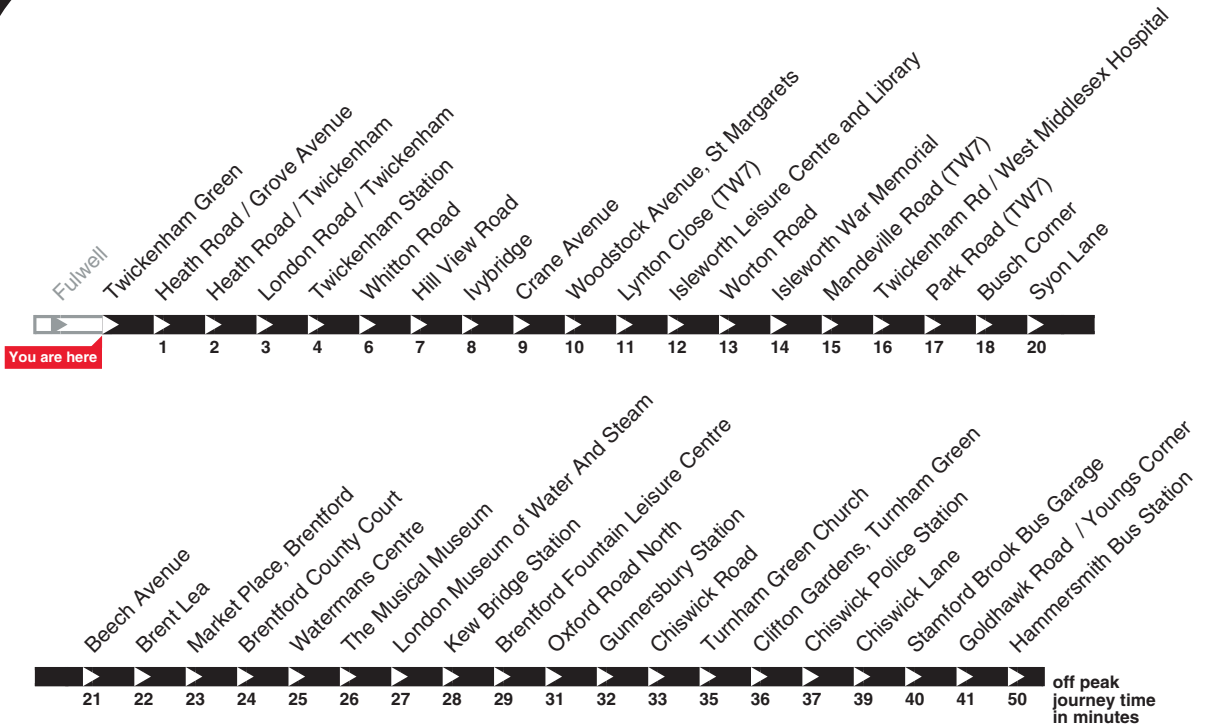 Fulwell
Twickenham Green
Heath Road / Grove Avenue
Heath Road / Twickenham
London Road / Twickenham
Twickenham Station
Whitton Road
Hill View Road
Ivybridge
Crane Avenue
Woodstock Avenue, St Margarets
Lynton Close (TW7)
Isleworth Leisure Centre and Library
Worton Road
Isleworth War Memorial
Mandeville Road (TW7)
Twickenham Rd / West Middlesex Hospital
Park Road (TW7)
Busch Corner
Syon Lane
You are here
1 2 3 4 6 7 8 9 10 11 12 13 14 15 16 17 18 20
Beech Avenue
Brent Lea
Market Place, Brentford
Brentford County Court
Watermans Centre
The Musical Museum
London Museum of Water And Steam
Kew Bridge Station
Brentford Fountain Leisure Centre
Oxford Road North
Gunnersbury Station
Chiswick Road
Turnham Green Church
Clifton Gardens, Turnham Green
Chiswick Police Station
Chiswick Lane
Stamford Brook Bus Garage
Goldhawk Road / Youngs Corner
Hammersmith Bus Station
21 22 23 24 25 26 27 28 29 31 32 33 35 36 37 39 40 41 50
off peak
journey time
in minutes